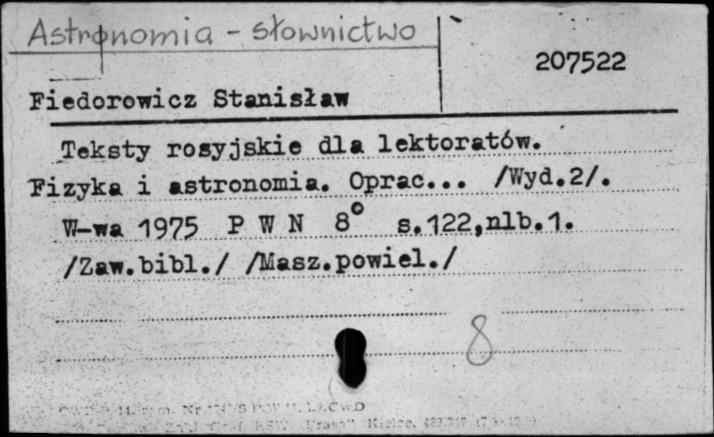 Astronomia - słownictwo
207522
Fiedorowicz Stanisław
Teksty rosyjskie dla lektoratów.
Fizyka i astronomia. Oprac... /Wyd.2/.
W-wa 1975 P W N 8° s.122,nlb.1.
/Zaw.bibl./ /Masz.powiel./
8
Kielce,